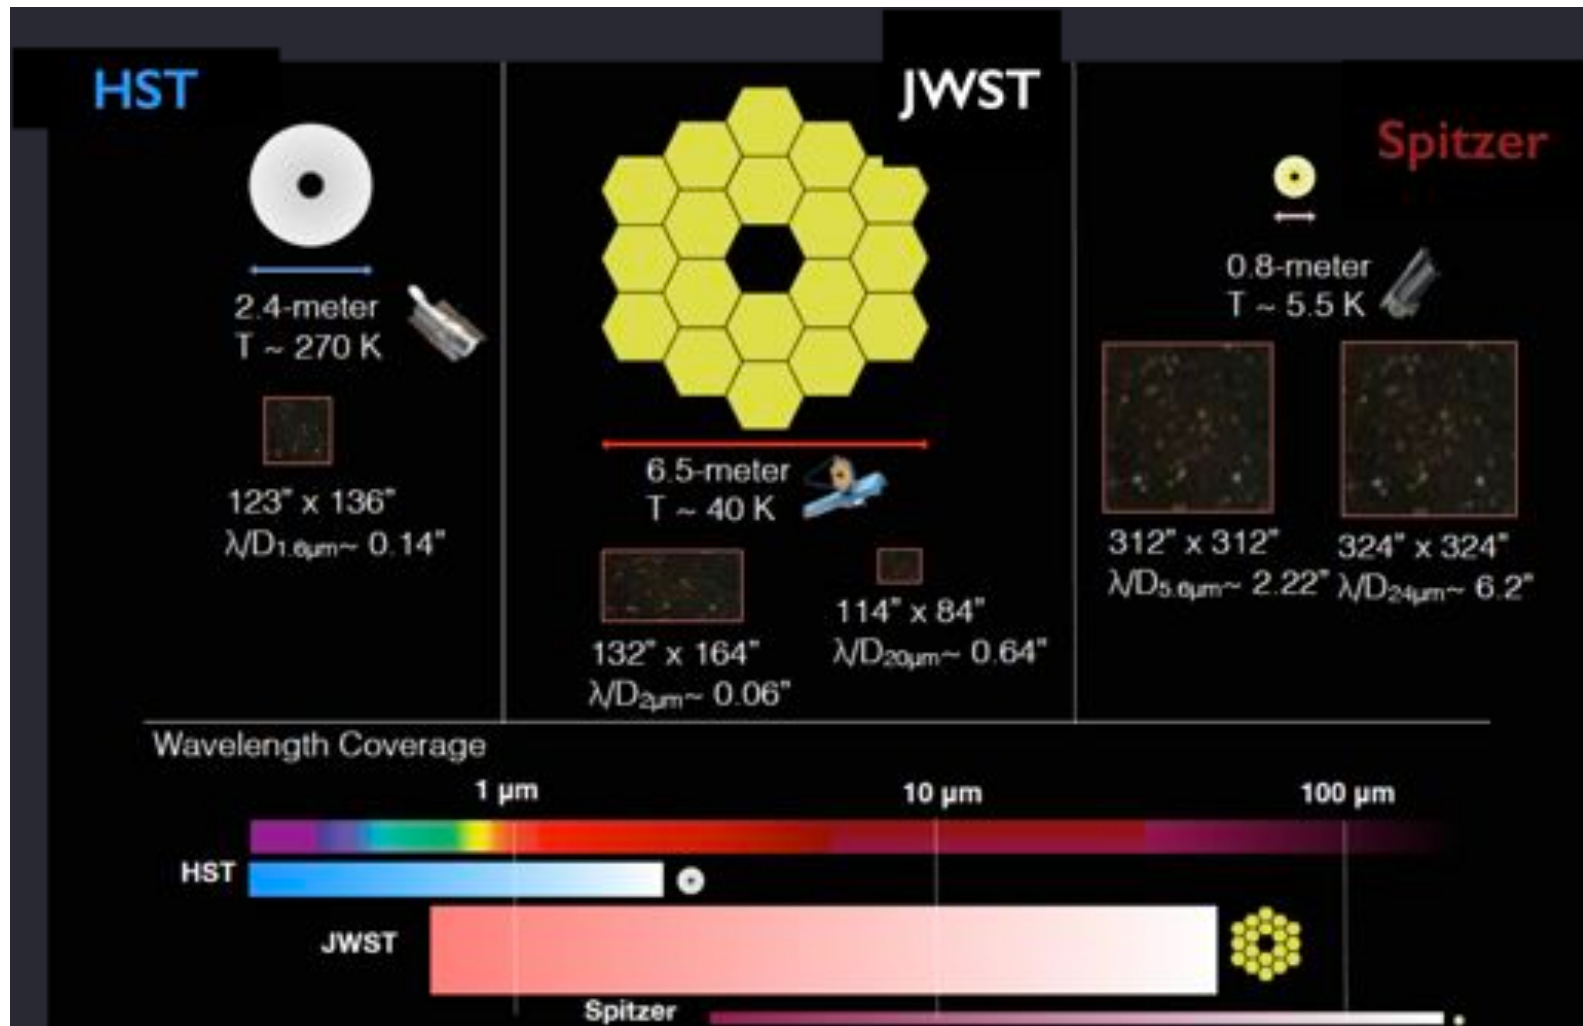 HST
2.4-meter
T ~ 270 K
123” x 136”
λ/D1.6μm~ 0.14”
JWST
6.5-meter
T ~ 40 K
132” x 164”
λ/D2μm~ 0.06”
114” x 84”
λ/D20μm~ 0.64”
Spitzer
0.8-meter
T ~ 5.5 K
312” x 312”
λ/D5.6μm~ 2.22”
324” x 324”
λ/D24μm~ 6.2”
Wavelength Coverage
1 μm 10 μm 100 μm
HST
JWST
Spitzer